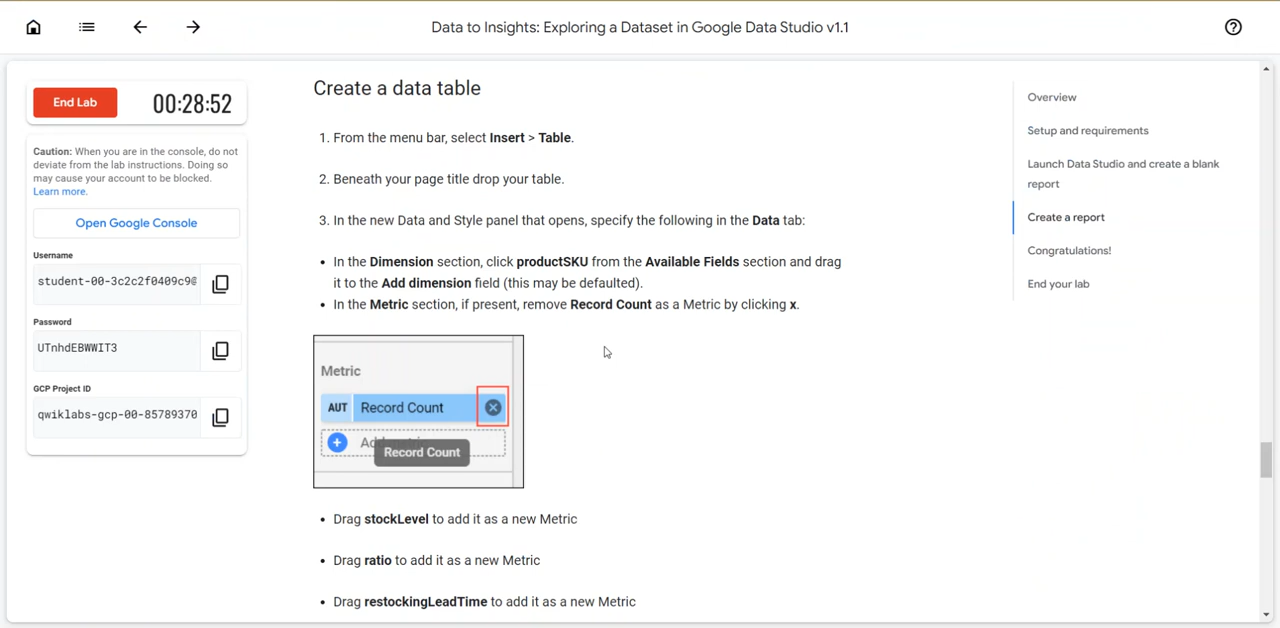 Data to Insights: Exploring a Dataset in Google Data Studio v1.1
End Lab
00:28:52
Caution: When you are in the console, do not
deviate from the lab instructions. Doing so
may cause your account to be blocked.
Learn more.
Open Google Console
Username
student-00-3c2c2f0409c9@
Password
UTnhdEBWWIT3
GCP Project ID
qwiklabs-gcp-00-85789370
Create a data table
1. From the menu bar, select Insert > Table.
2. Beneath your page title drop your table.
3. In the new Data and Style panel that opens, specify the following in the Data tab:
• In the Dimension section, click productSKU from the Available Fields section and drag
it to the Add dimension field (this may be defaulted).
• In the Metric section, if present, remove Record Count as a Metric by clicking x.
Metric
AUT Record Count
Add metric
Record Count
• Drag stockLevel to add it as a new Metric
• Drag ratio to add it as a new Metric
• Drag restockingLeadTime to add it as a new Metric
Overview
Setup and requirements
Launch Data Studio and create a blank
report
Create a report
Congratulations!
End your lab